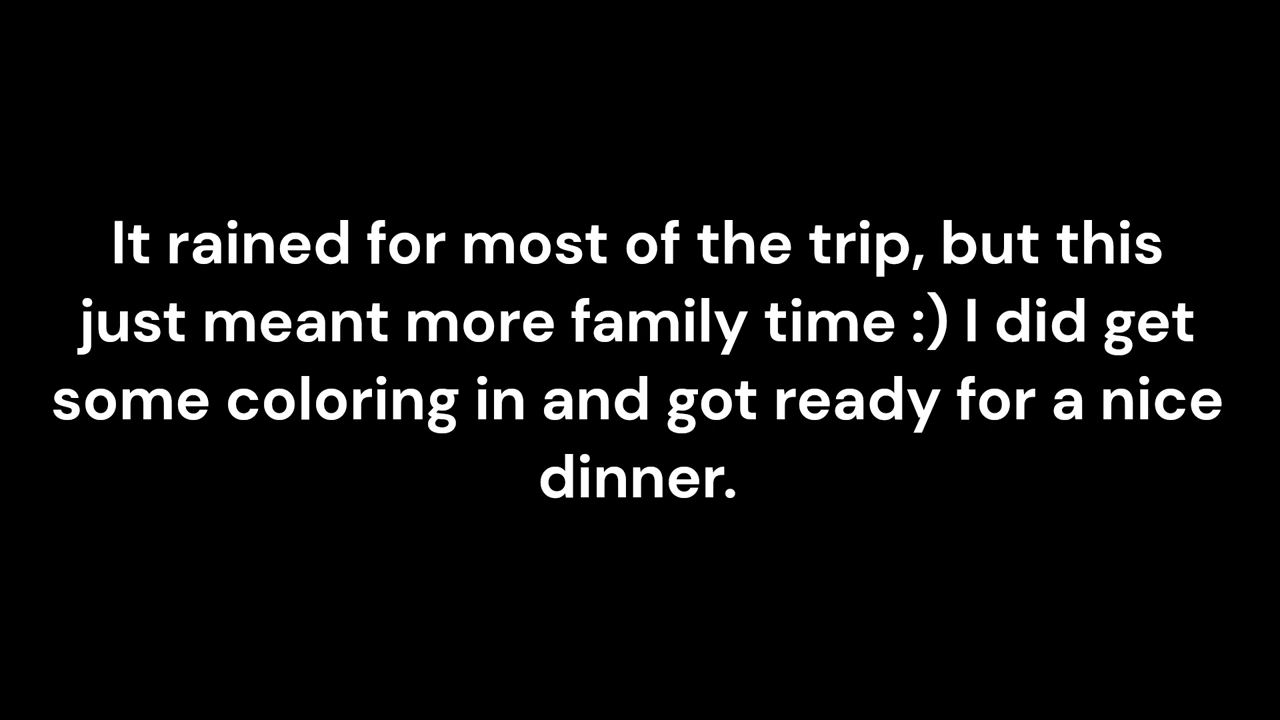 It rained for most of the trip, but this
just meant more family time :) I did get
some coloring in and got ready for a nice
dinner.